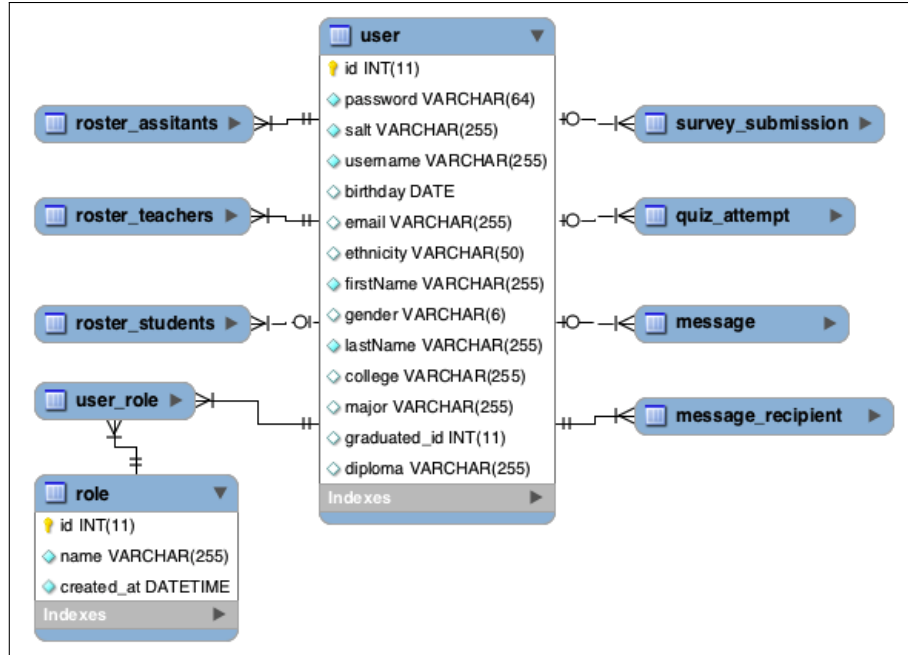 user
id INT(11)
password VARCHAR(64)
salt VARCHAR(255)
username VARCHAR(255)
birthday DATE
email VARCHAR(255)
ethnicity VARCHAR(50)
firstName VARCHAR(255)
gender VARCHAR(6)
lastName VARCHAR(255)
college VARCHAR(255)
major VARCHAR(255)
graduated_id INT(11)
diploma VARCHAR(255)
Indexes
roster_assitants
roster_teachers
roster_students
user_role
role
id INT(11)
name VARCHAR(255)
created_at DATETIME
Indexes
survey_submission
quiz_attempt
message
message_recipient